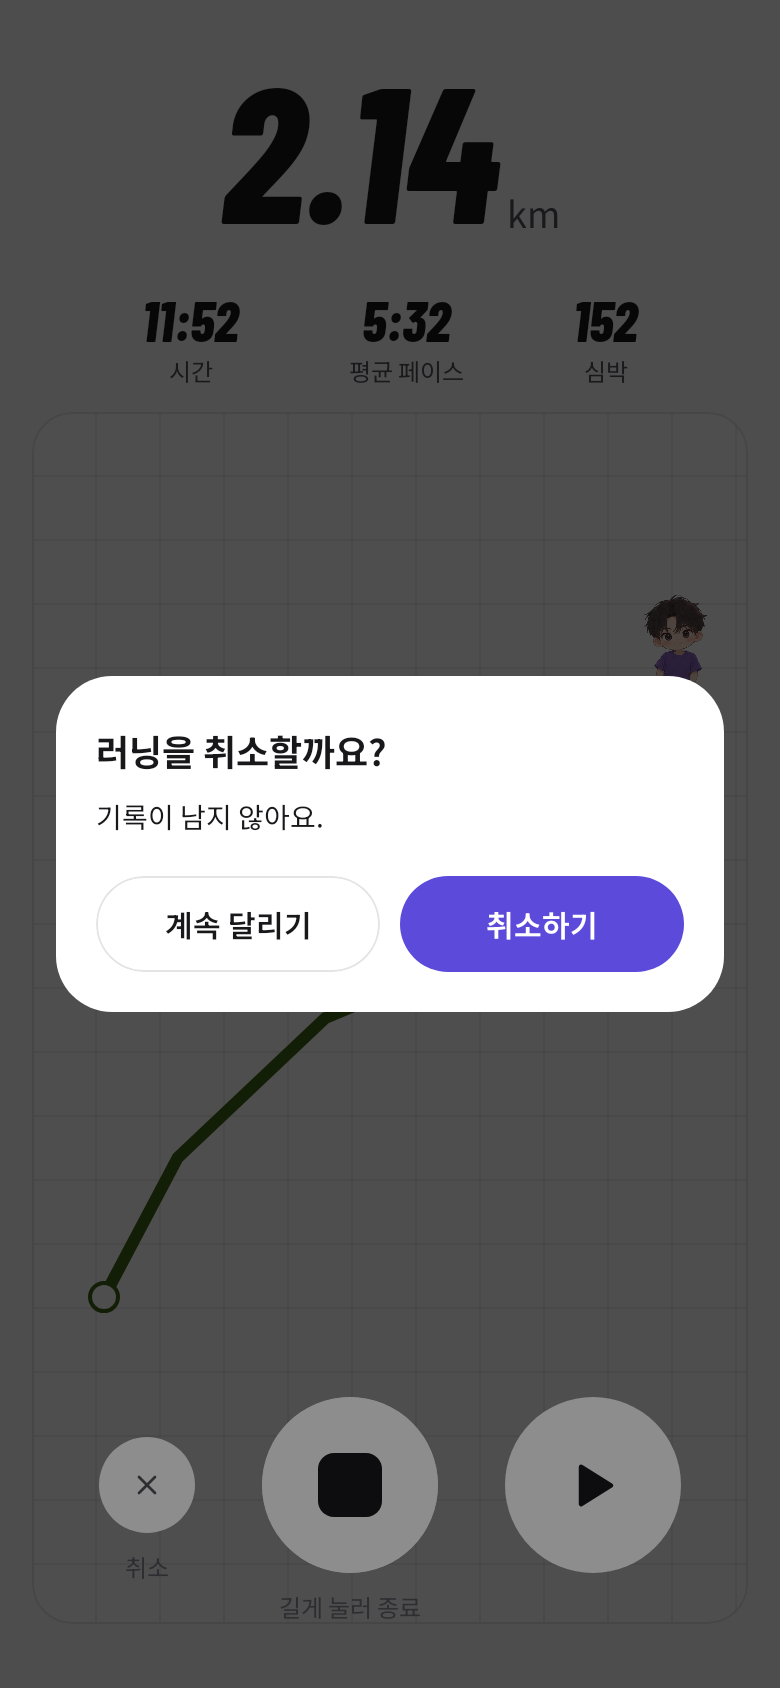 2.14 km
11:52 5:32 152
시간 평균 페이스 심박
러닝을 취소할까요?
기록이 남지 않아요.
계속 달리기 취소하기
취소
길게 눌러 종료